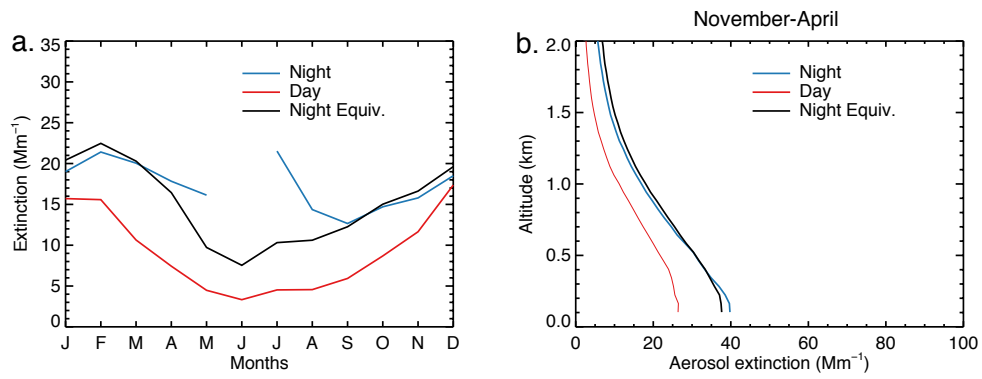 November-April
a.
35
30
25
20
15
10
5
0
Extinction (Mm⁻¹)
Night
Day
Night Equiv.
J F M A M J J A S O N D
Months
b.
2.0
1.5
1.0
0.5
0.0
Altitude (km)
Night
Day
Night Equiv.
0 20 40 60 80 100
Aerosol extinction (Mm⁻¹)